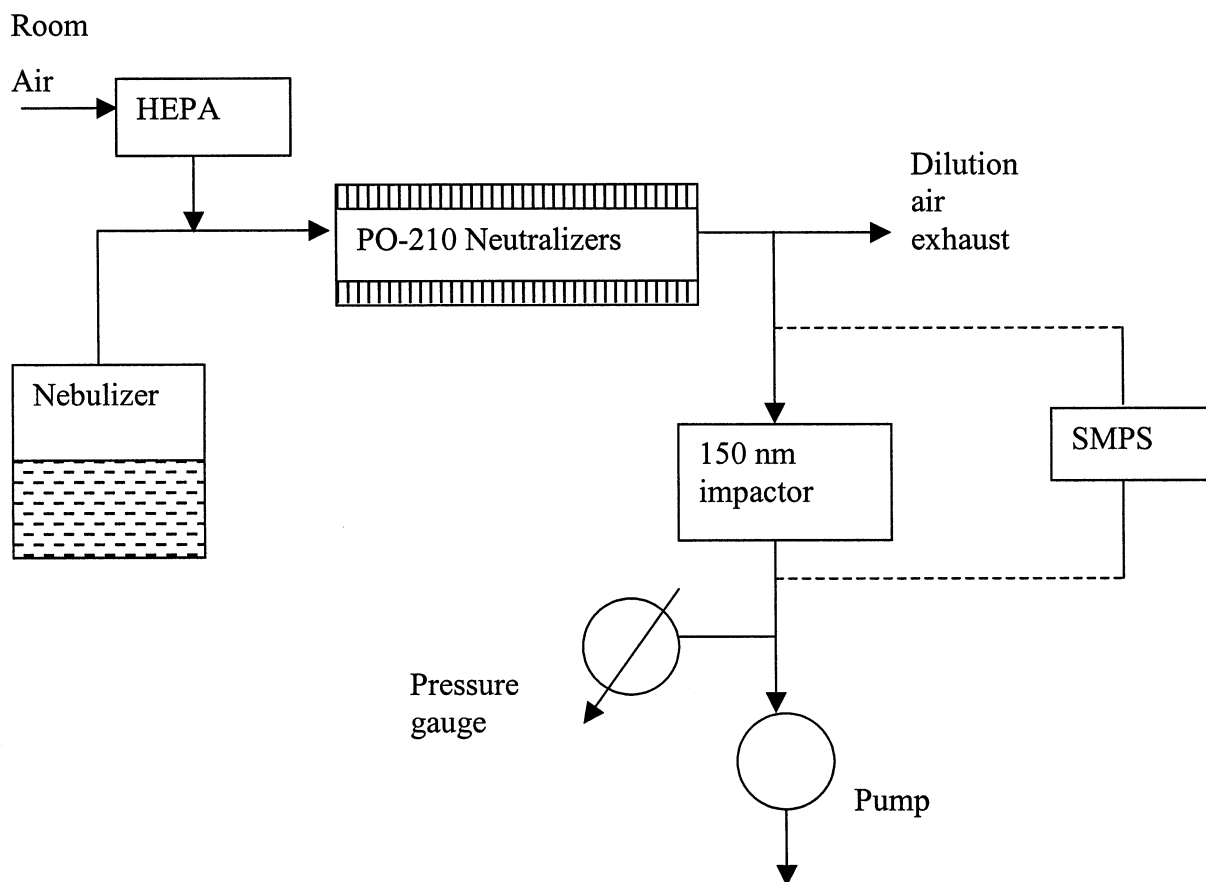 Room
Air
HEPA
Dilution
air
exhaust
PO-210 Neutralizers
Nebulizer
150 nm
impactor
SMPS
Pressure
gauge
Pump